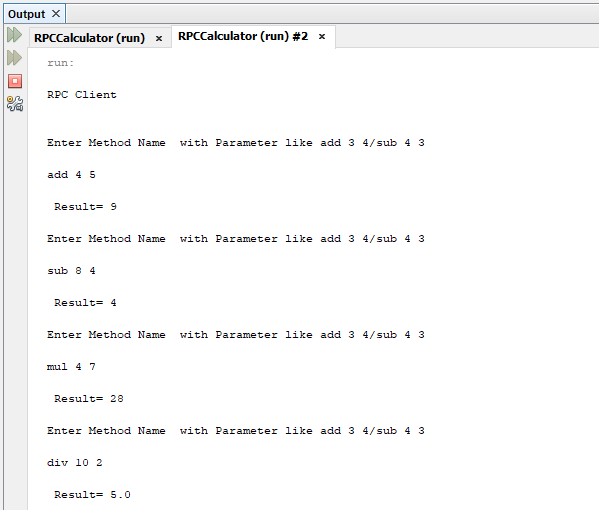 Output
RPCCalculator (run)
RPCCalculator (run) #2
run:
RPC Client
Enter Method Name  with Parameter like add 3 4/sub 4 3
add 4 5
Result= 9
Enter Method Name  with Parameter like add 3 4/sub 4 3
sub 8 4
Result= 4
Enter Method Name  with Parameter like add 3 4/sub 4 3
mul 4 7
Result= 28
Enter Method Name  with Parameter like add 3 4/sub 4 3
div 10 2
Result= 5.0